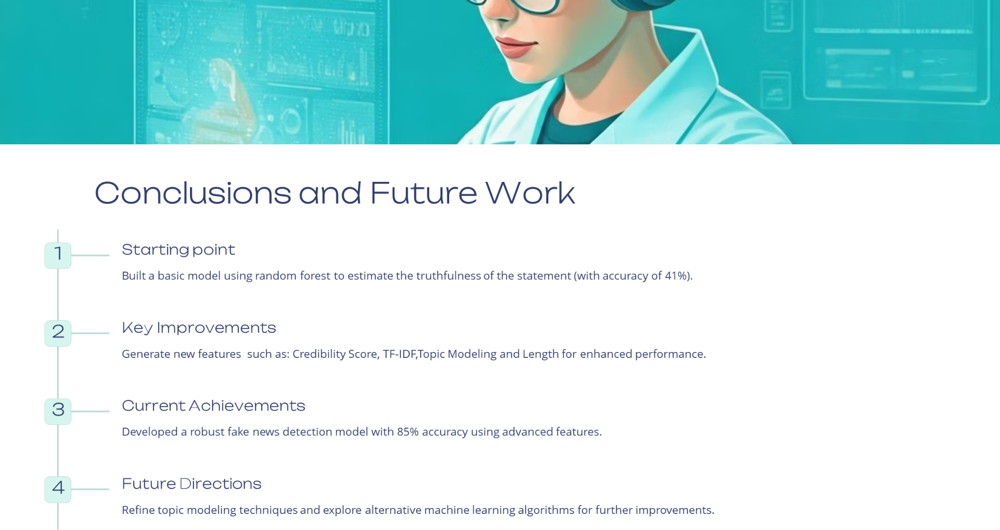 Conclusions and Future Work
1
Starting point
Built a basic model using random forest to estimate the truthfulness of the statement (with accuracy of 41%).
2
Key Improvements
Generate new features  such as: Credibility Score, TF-IDF,Topic Modeling and Length for enhanced performance.
3
Current Achievements
Developed a robust fake news detection model with 85% accuracy using advanced features.
4
Future Directions
Refine topic modeling techniques and explore alternative machine learning algorithms for further improvements.